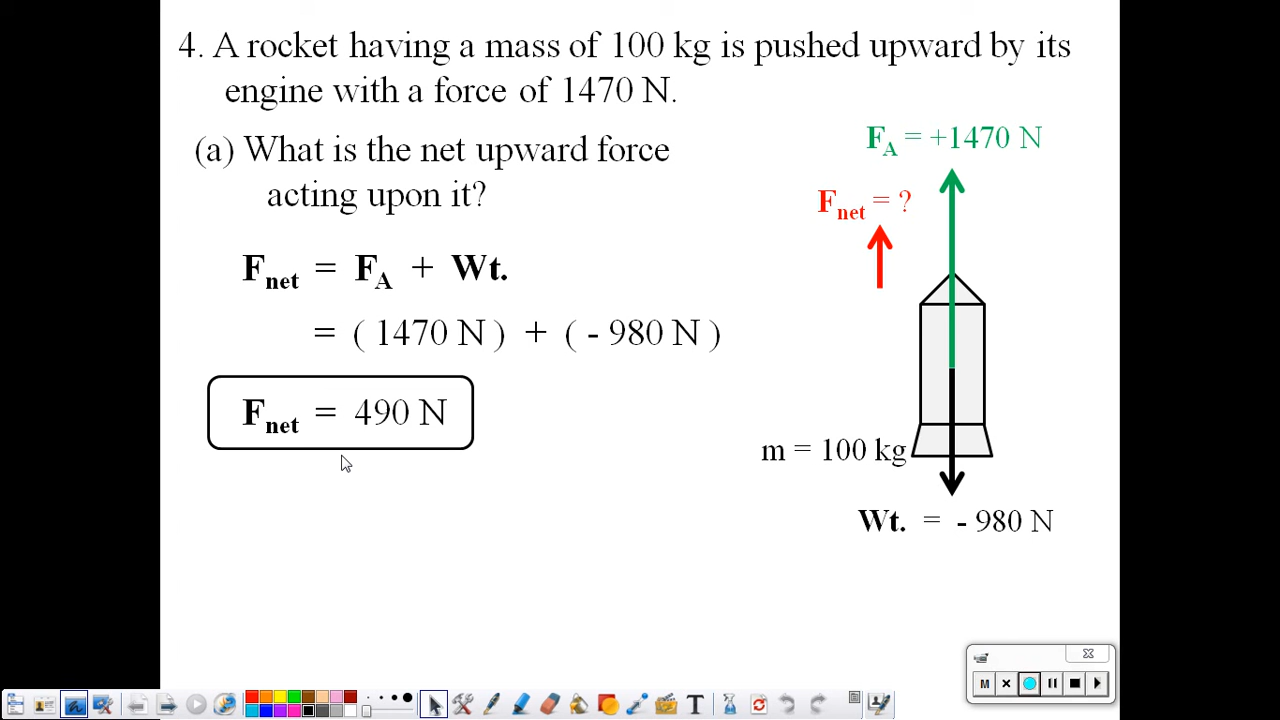 4. A rocket having a mass of 100 kg is pushed upward by its
engine with a force of 1470 N.
(a) What is the net upward force
acting upon it?
F_A = +1470 N
F_net = ?
F_net = F_A + Wt.
= ( 1470 N ) + ( - 980 N )
F_net = 490 N
m = 100 kg
Wt. = - 980 N
M
T